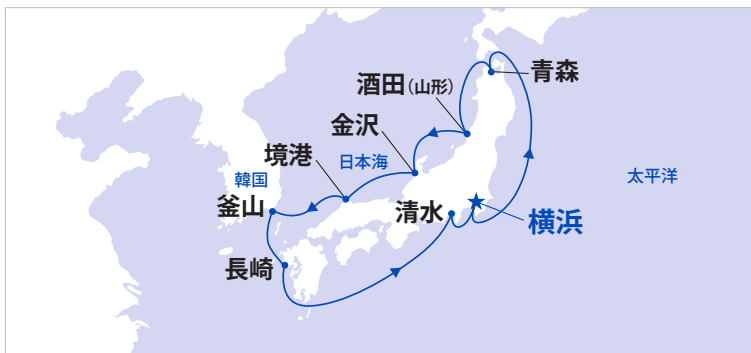 青森
酒田(山形)
金沢
境港
日本海
韓国
釜山
太平洋
清水
横浜
長崎